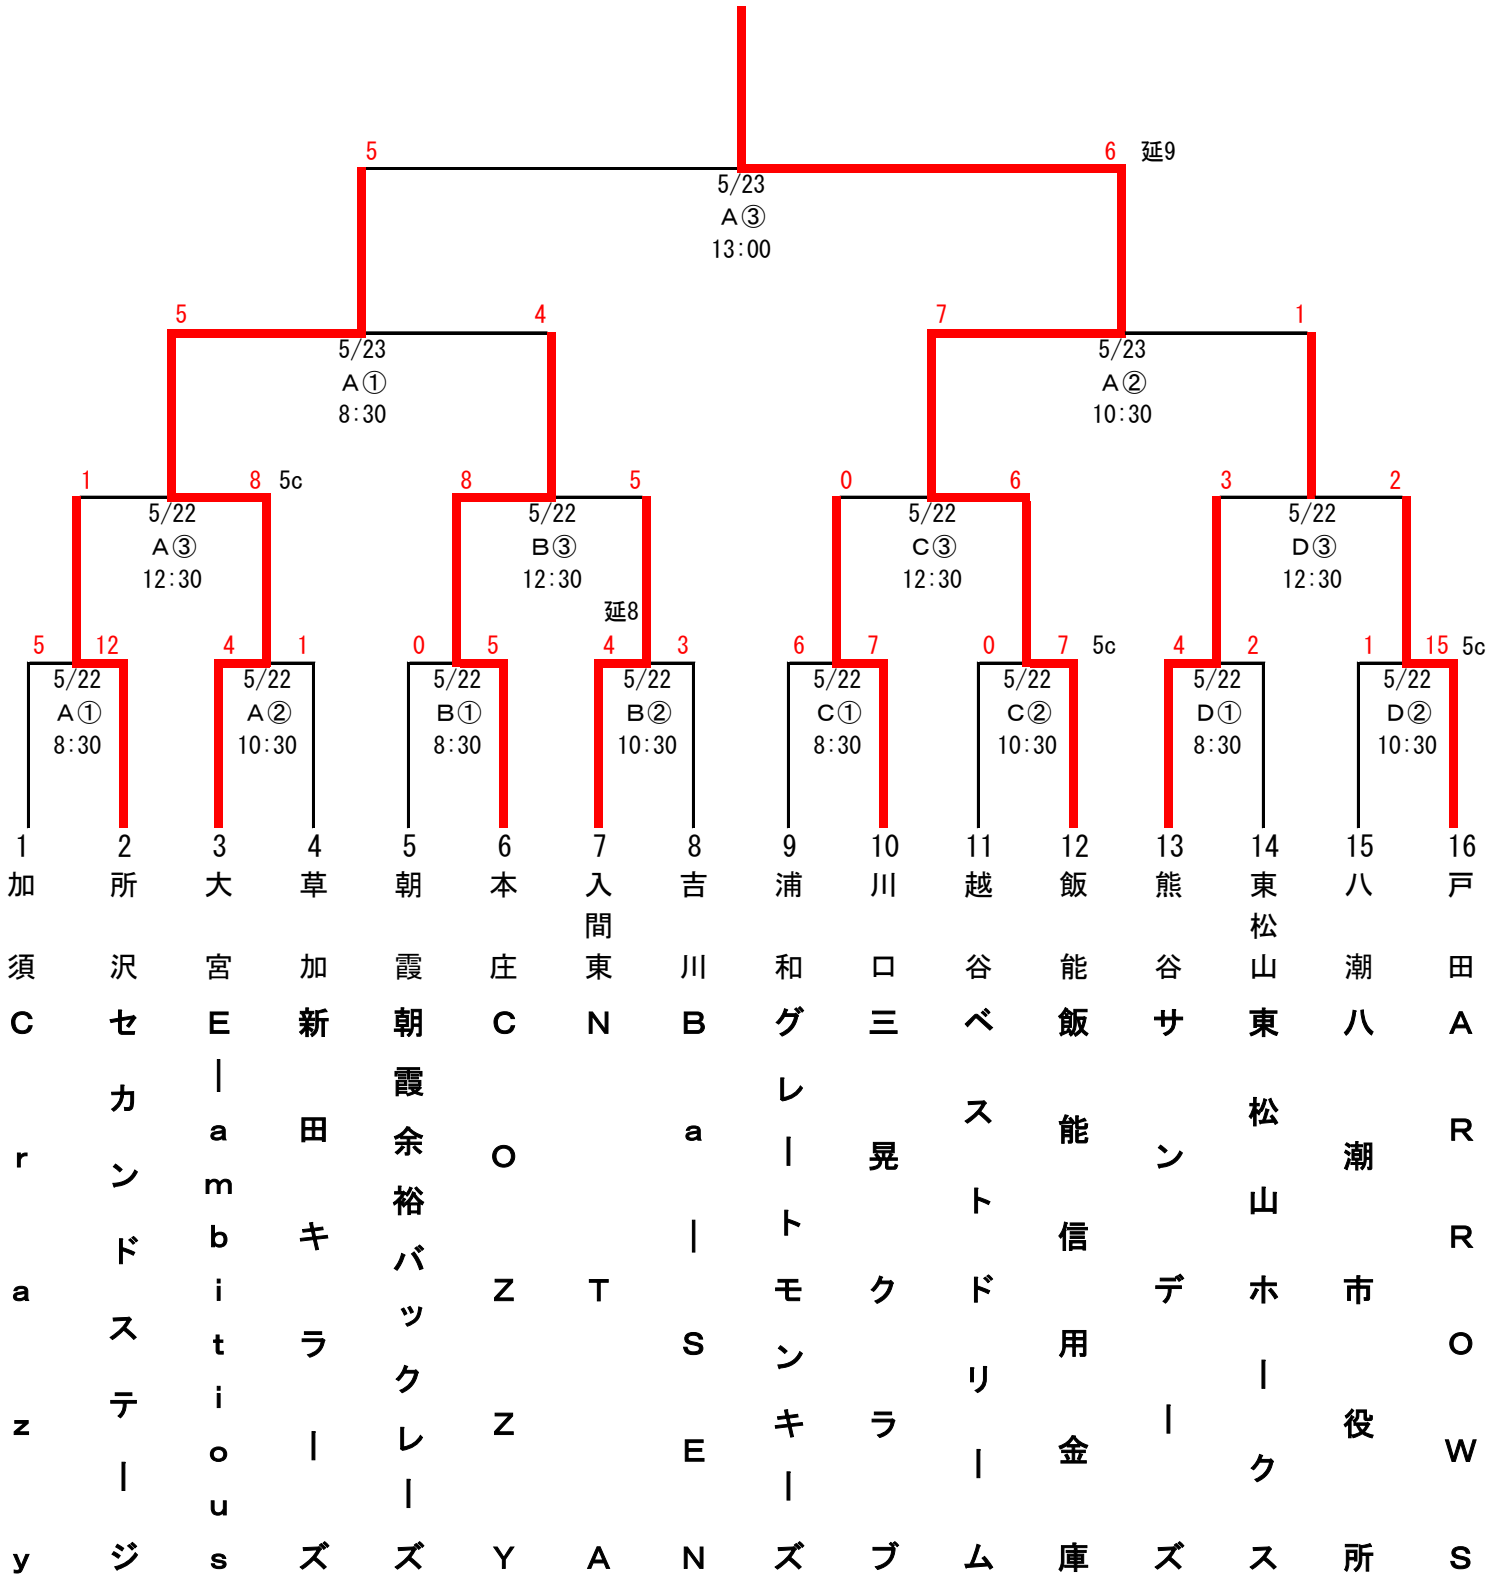 5 6 延9
5/23
A③
13:00
5 4 7 1
5/23 5/23
A① A②
8:30 10:30
1 8 5c 8 5 0 6 3 2
5/22 5/22 5/22 5/22
A③ B③ C③ D③
12:30 12:30 12:30 12:30
延8
5 12 4 1 0 5 4 3 6 7 0 7 5c 4 2 1 15 5c
5/22 5/22 5/22 5/22 5/22 5/22 5/22 5/22
A① A② B① B② C① C② D① D②
8:30 10:30 8:30 10:30 8:30 10:30 8:30 10:30
1 加須 Crazy
2 所沢 セカンドステージ
3 大宮 E|ambitious
4 草加 新田キラーズ
5 朝霞 朝霞余裕バックレーズ
6 本庄 COZZY
7 入間東 NTA
8 吉川 BaーSEN
9 浦和 グレートモンキーズ
10 川口 三晃クラブ
11 越谷 ベストドリーム
12 飯能 飯能信用金庫
13 熊谷 サンデーズ
14 東松山 東松山ホークス
15 八潮 八潮市役所
16 戸田 ARROWS